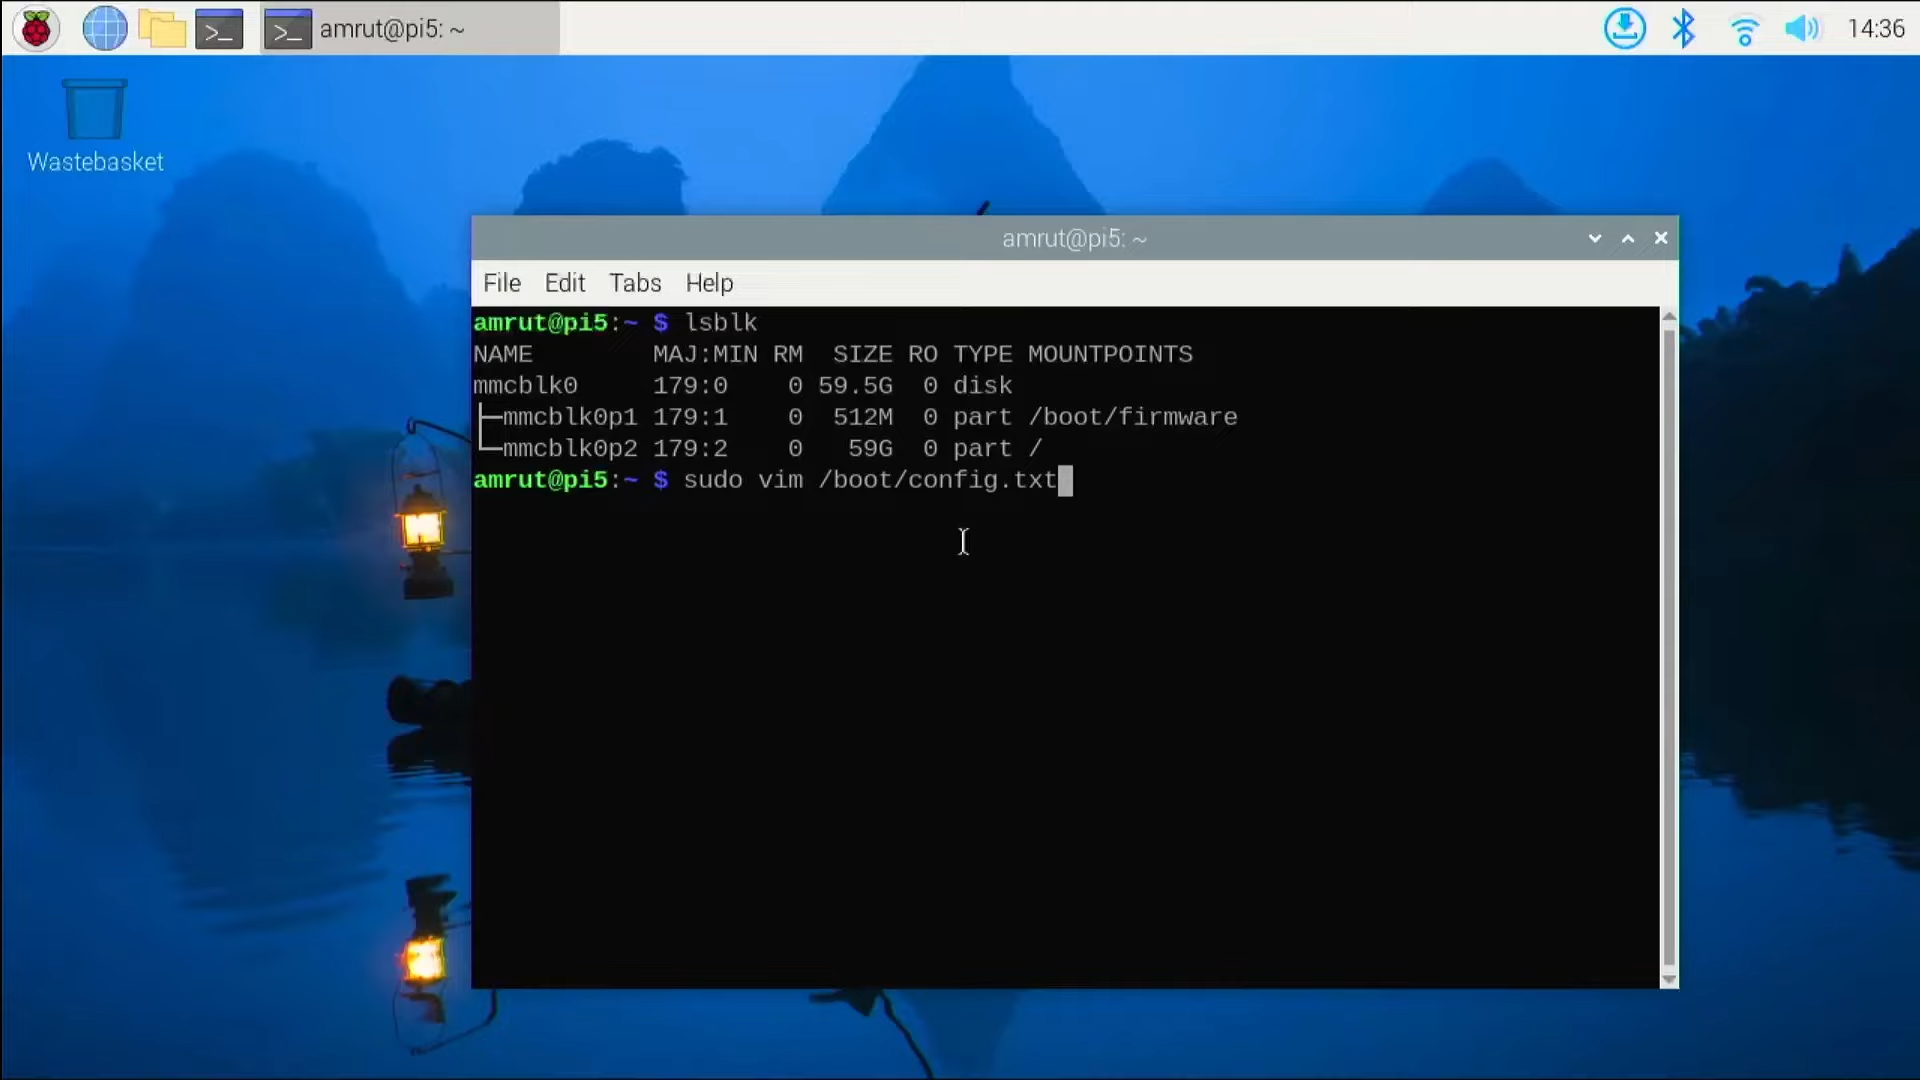 amrut@pi5: ~
14:36
Wastebasket
amrut@pi5: ~
File Edit Tabs Help
amrut@pi5:~ $ lsblk
NAME        MAJ:MIN RM  SIZE RO TYPE MOUNTPOINTS
mmcblk0     179:0    0 59.5G  0 disk
├─mmcblk0p1 179:1    0  512M  0 part /boot/firmware
└─mmcblk0p2 179:2    0   59G  0 part /
amrut@pi5:~ $ sudo vim /boot/config.txt